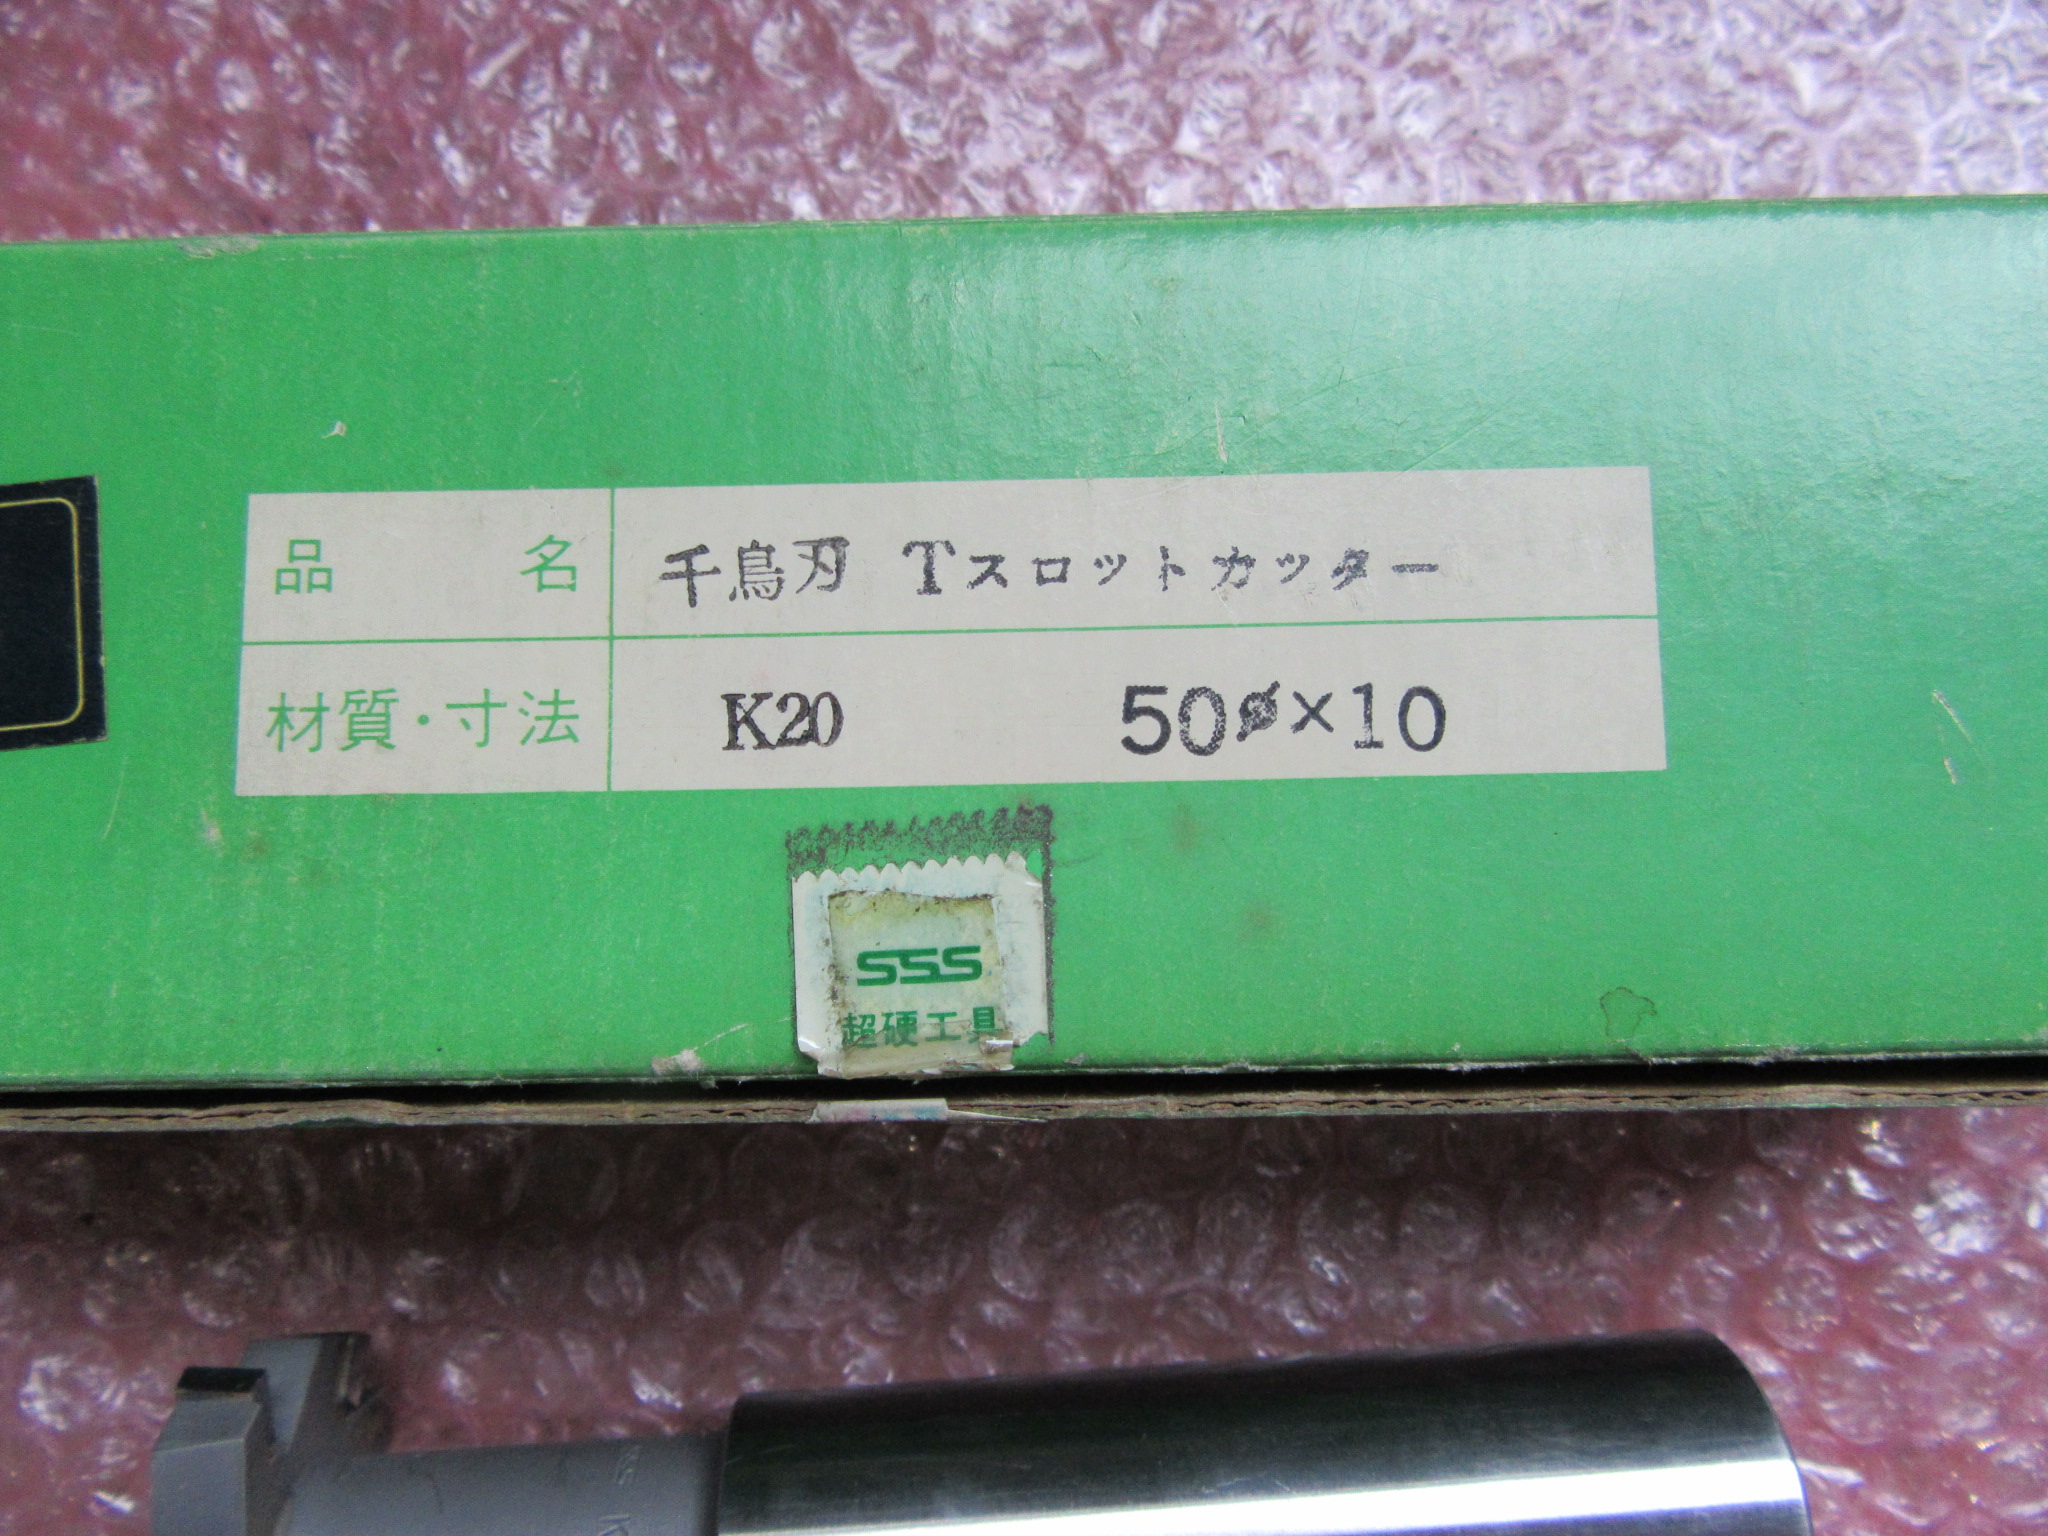 品名 千鳥刃 Tスロットカッター
材質・寸法 K20 50φ×10
SSS
超硬工具